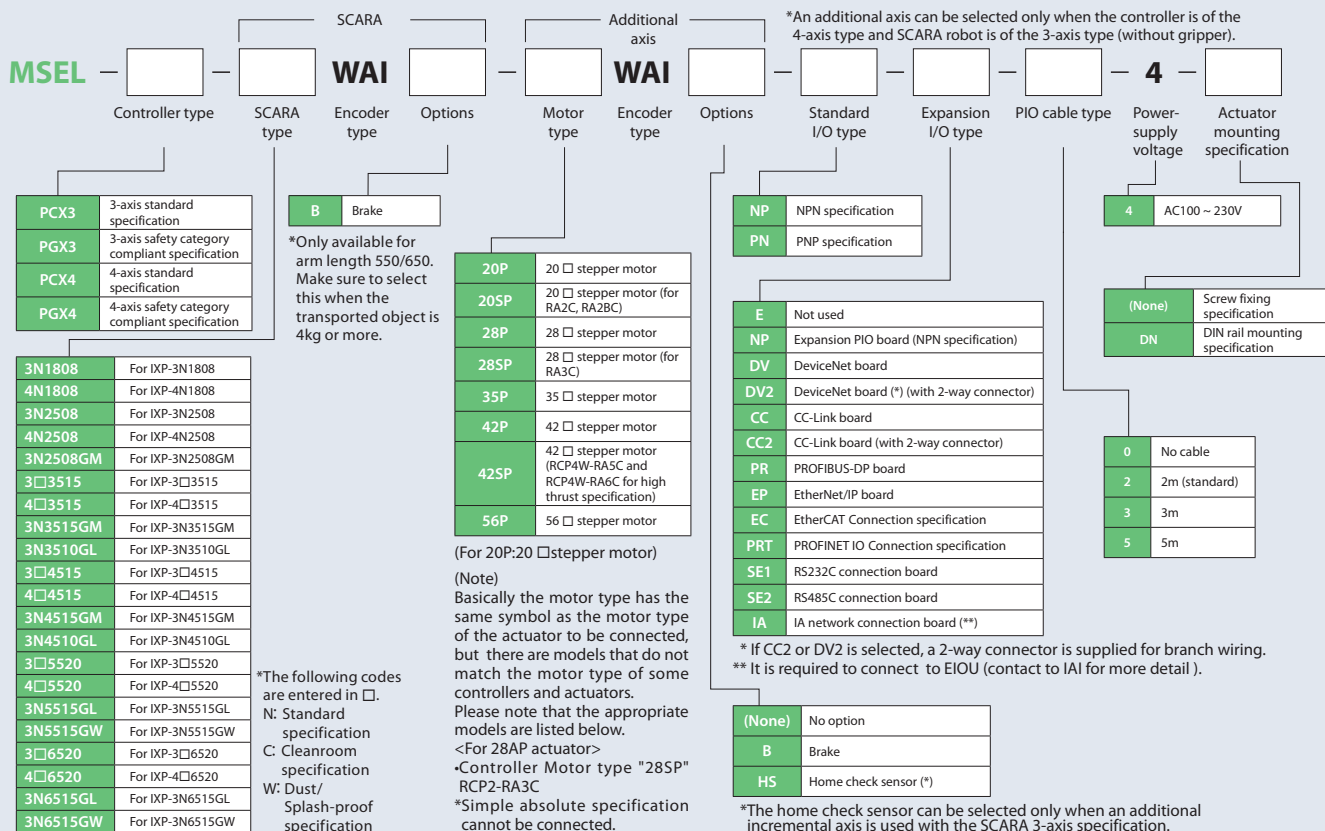 SCARA
Additional
axis
*An additional axis can be selected only when the controller is of the
4-axis type and SCARA robot is of the 3-axis type (without gripper).
MSEL – □ – □ WAI □ – □ WAI □ – □ – □ – □ – 4 – □
Controller type
SCARA
type
Encoder
type
Options
Motor
type
Encoder
type
Options
Standard
I/O type
Expansion
I/O type
PIO cable type
Power-
supply
voltage
Actuator
mounting
specification
PCX3 3-axis standard
specification
PGX3 3-axis safety category
compliant specification
PCX4 4-axis standard
specification
PGX4 4-axis safety category
compliant specification
3N1808 For IXP-3N1808
4N1808 For IXP-4N1808
3N2508 For IXP-3N2508
4N2508 For IXP-4N2508
3N2508GM For IXP-3N2508GM
3□3515 For IXP-3□3515
4□3515 For IXP-4□3515
3N3515GM For IXP-3N3515GM
3N3510GL For IXP-3N3510GL
3□4515 For IXP-3□4515
4□4515 For IXP-4□4515
3N4515GM For IXP-3N4515GM
3N4510GL For IXP-3N4510GL
3□5520 For IXP-3□5520
4□5520 For IXP-4□5520
3N5515GL For IXP-3N5515GL
3N5515GW For IXP-3N5515GW
3□6520 For IXP-3□6520
4□6520 For IXP-4□6520
3N6515GL For IXP-3N6515GL
3N6515GW For IXP-3N6515GW
*The following codes
are entered in □.
N: Standard
specification
C: Cleanroom
specification
W: Dust/
Splash-proof
specification
B Brake
*Only available for
arm length 550/650.
Make sure to select
this when the
transported object is
4kg or more.
20P 20 □ stepper motor
20SP 20 □ stepper motor (for
RA2C, RA2BC)
28P 28 □ stepper motor
28SP 28 □ stepper motor (for
RA3C)
35P 35 □ stepper motor
42P 42 □ stepper motor
42SP 42 □ stepper motor
(RCP4W-RA5C and
RCP4W-RA6C for high
thrust specification)
56P 56 □ stepper motor
(For 20P:20 □stepper motor)
(Note)
Basically the motor type has the
same symbol as the motor type
of the actuator to be connected,
but there are models that do not
match the motor type of some
controllers and actuators.
Please note that the appropriate
models are listed below.
<For 28AP actuator>
•Controller Motor type "28SP"
RCP2-RA3C
*Simple absolute specification
cannot be connected.
NP NPN specification
PN PNP specification
E Not used
NP Expansion PIO board (NPN specification)
DV DeviceNet board
DV2 DeviceNet board (*) (with 2-way connector)
CC CC-Link board
CC2 CC-Link board (with 2-way connector)
PR PROFIBUS-DP board
EP EtherNet/IP board
EC EtherCAT Connection specification
PRT PROFINET IO Connection specification
SE1 RS232C connection board
SE2 RS485C connection board
IA IA network connection board (**)
* If CC2 or DV2 is selected, a 2-way connector is supplied for branch wiring.
** It is required to connect to EIOU (contact to IAI for more detail ).
(None) No option
B Brake
HS Home check sensor (*)
*The home check sensor can be selected only when an additional
incremental axis is used with the SCARA 3-axis specification.
4 AC100 ~ 230V
(None) Screw fixing
specification
DN DIN rail mounting
specification
0 No cable
2 2m (standard)
3 3m
5 5m